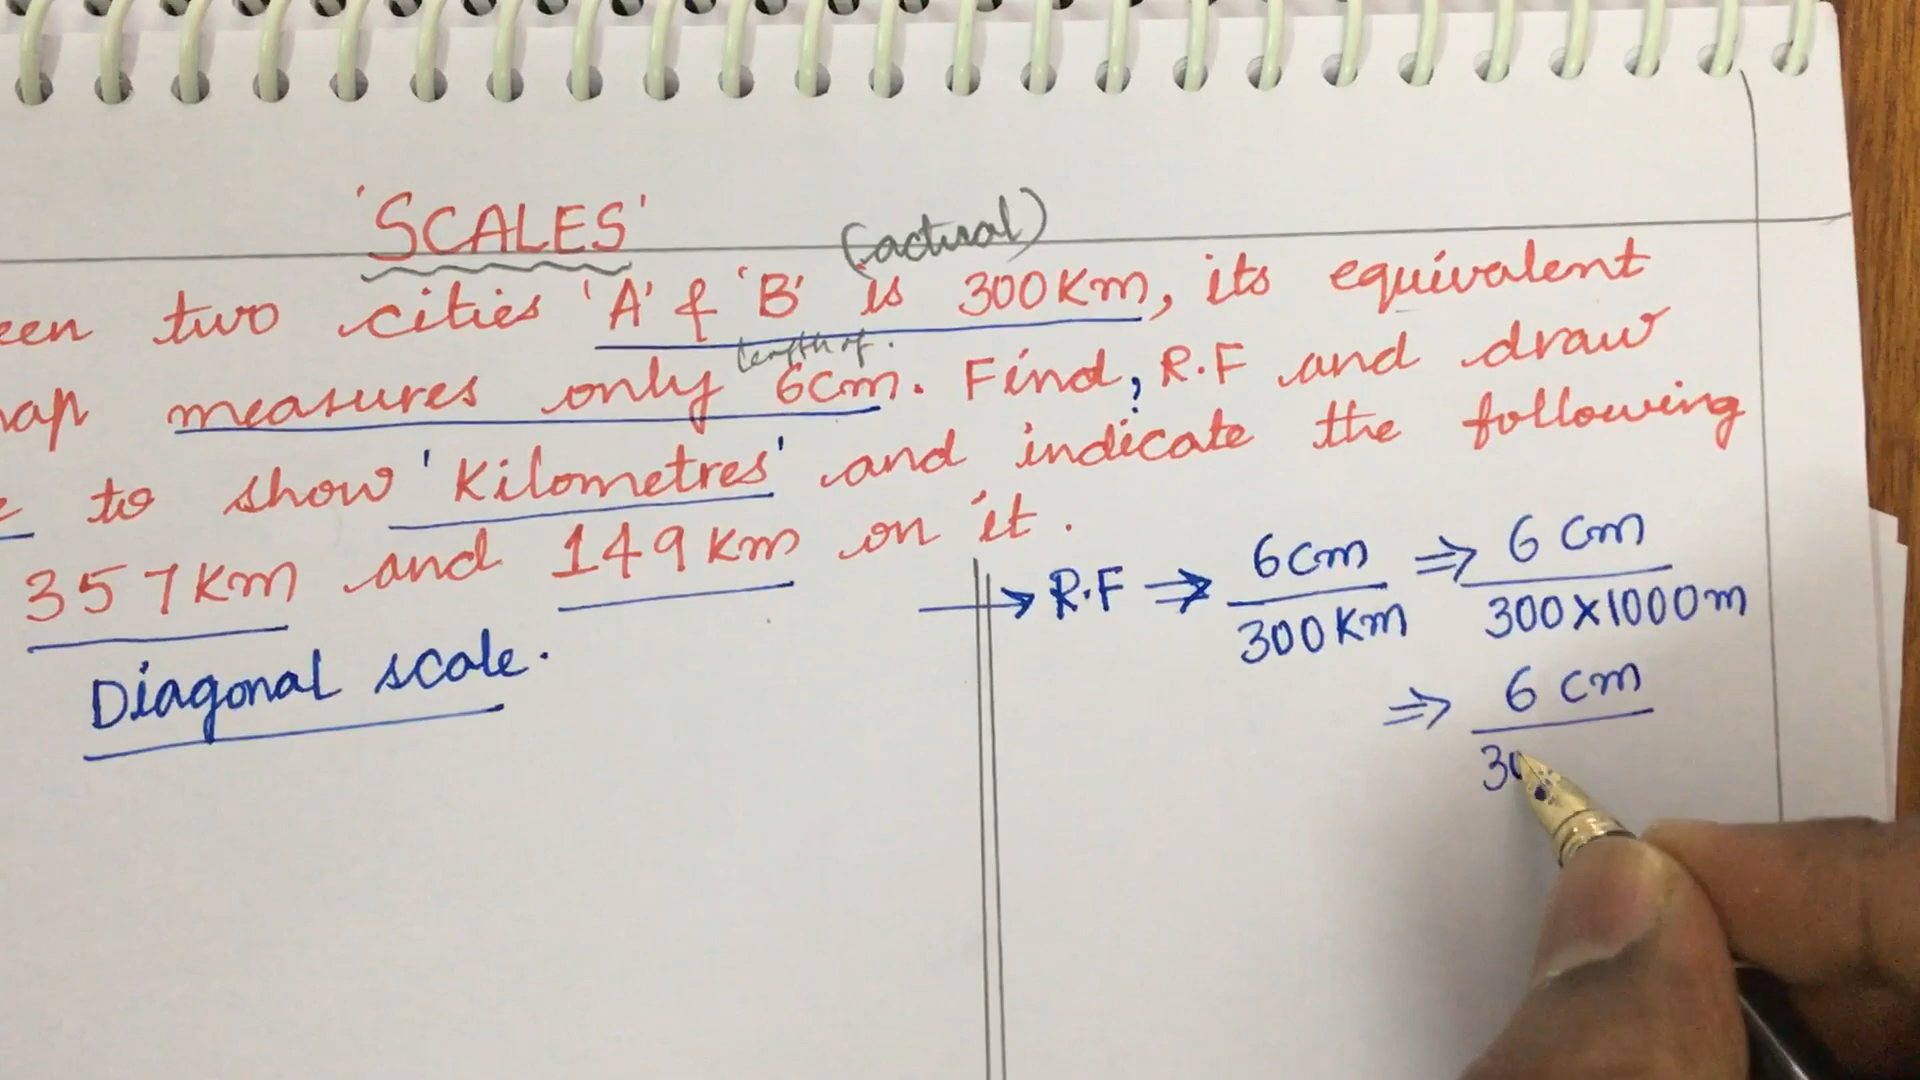 'SCALES'
(actual)
een two cities 'A' & 'B' is 300Km, its equivalent
length of.
map measures only 6cm. Find, R.F and draw
e to show 'Kilometres' and indicate the following
357Km and 149Km on it.
Diagonal scale.
→ R.F ⇒ 6cm / 300Km ⇒ 6 cm / 300×1000m
⇒ 6 cm / 30